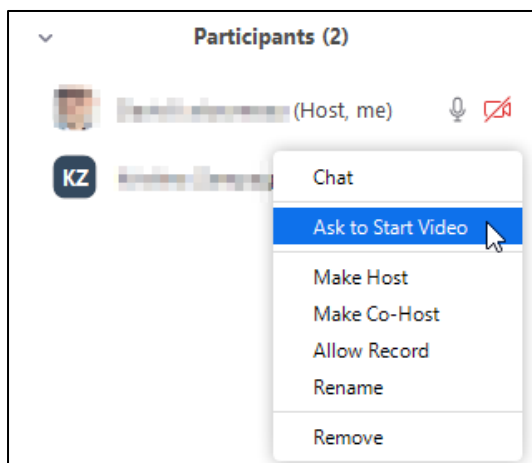 Participants (2)
(Host, me)
KZ
Chat
Ask to Start Video
Make Host
Make Co-Host
Allow Record
Rename
Remove